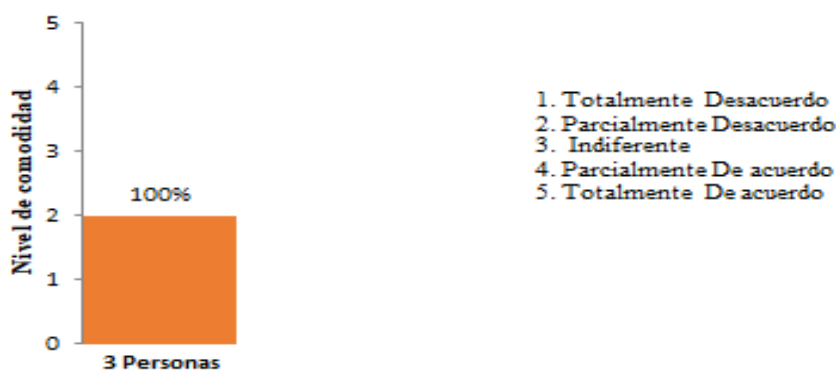 5
4
3
2
1
0
Nivel de comodidad
100%
3 Personas
1. Totalmente Desacuerdo
2. Parcialmente Desacuerdo
3. Indiferente
4. Parcialmente De acuerdo
5. Totalmente De acuerdo